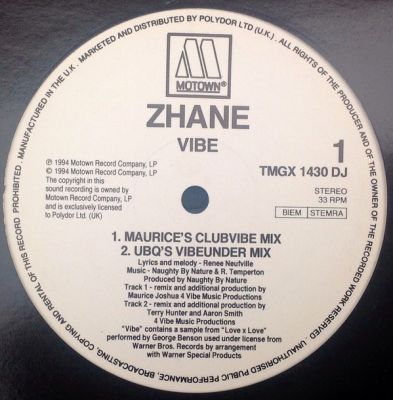 MANUFACTURED IN THE U.K. MARKETED AND DISTRIBUTED BY POLYDOR LTD (U.K.). ALL RIGHTS OF THE PRODUCER AND OF THE OWNER OF THE RECORDED WORK RESERVED UNAUTHORISED PUBLIC PERFORMANCE, BROADCASTING, COPYING AND RENTAL OF THIS RECORD PROHIBITED.
M
MOTOWN®
ZHANE
VIBE
1
TMGX 1430 DJ
℗ 1994 Motown Record Company, LP
© 1994 Motown Record Company, LP
The copyright in this
sound recording is owned by
Motown Record Company, LP
and is exclusively licensed
to Polydor Ltd. (UK)
STEREO
33 RPM
BIEM STEMRA
1. MAURICE'S CLUBVIBE MIX
2. UBQ'S VIBEUNDER MIX
Lyrics and melody - Renee Neufville
Music - Naughty By Nature & R. Temperton
Produced by Naughty By Nature
Track 1 - remix and additional production by
Maurice Joshua 4 Vibe Music Productions
Track 2 - remix and additional production by
Terry Hunter and Aaron Smith
4 Vibe Music Productions
"Vibe" contains a sample from "Love x Love"
performed by George Benson used under license from
Warner Bros. Records by arrangement
with Warner Special Products